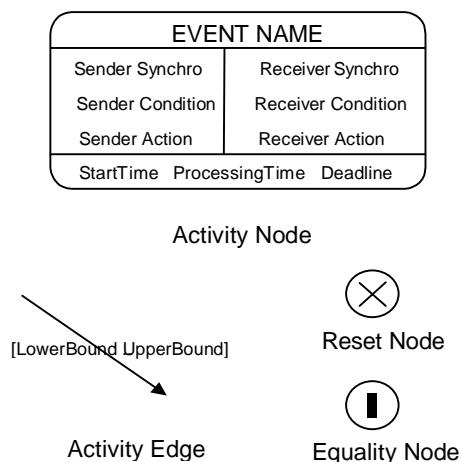 EVENT NAME
Sender Synchro Receiver Synchro
Sender Condition Receiver Condition
Sender Action Receiver Action
StartTime ProcessingTime Deadline
Activity Node
[LowerBound UpperBound]
Reset Node
Activity Edge
Equality Node